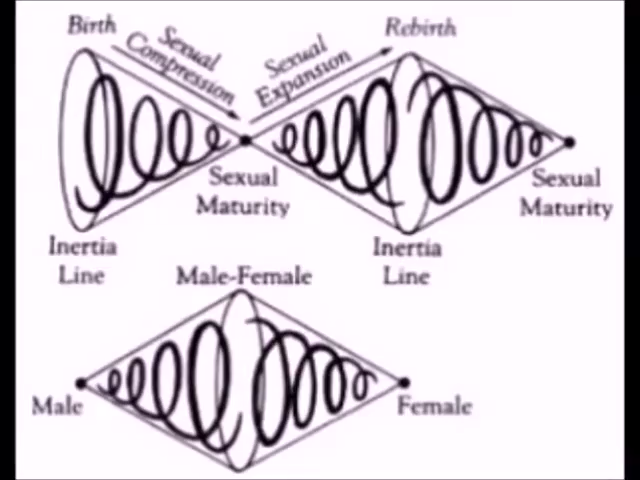 Birth
Sexual
Compression
Sexual
Expansion
Rebirth
Sexual
Maturity
Sexual
Maturity
Inertia
Line
Inertia
Line
Male-Female
Male
Female